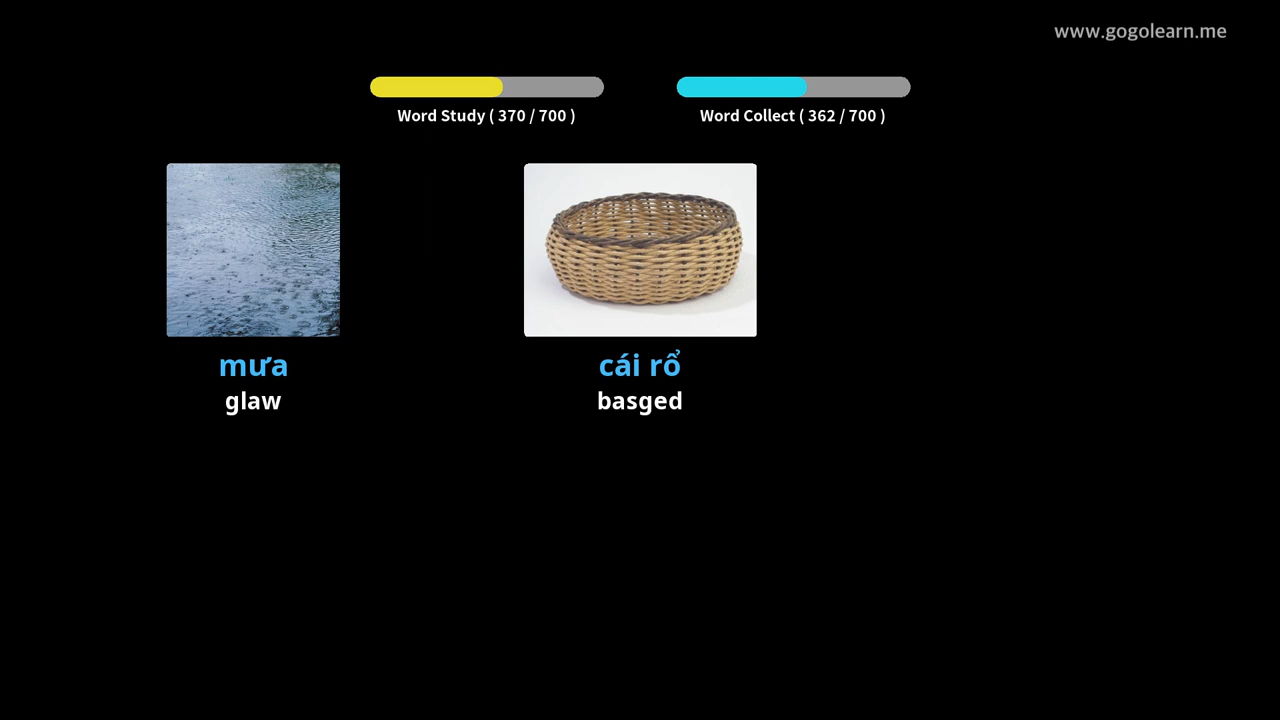 www.gogolearn.me
Word Study ( 370 / 700 )
Word Collect ( 362 / 700 )
mưa
glaw
cái rổ
basged